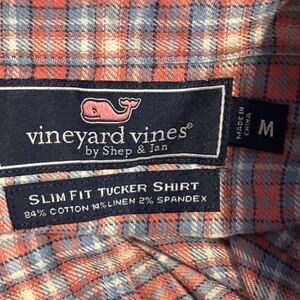 vineyard vines®
by Shep & Ian
MADE IN
CHINA
M
SLIM FIT TUCKER SHIRT
84% COTTON 14% LINEN 2% SPANDEX